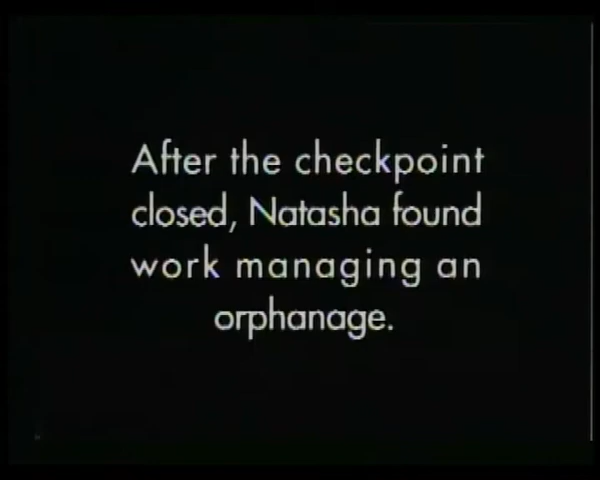 After the checkpoint
closed, Natasha found
work managing an
orphanage.